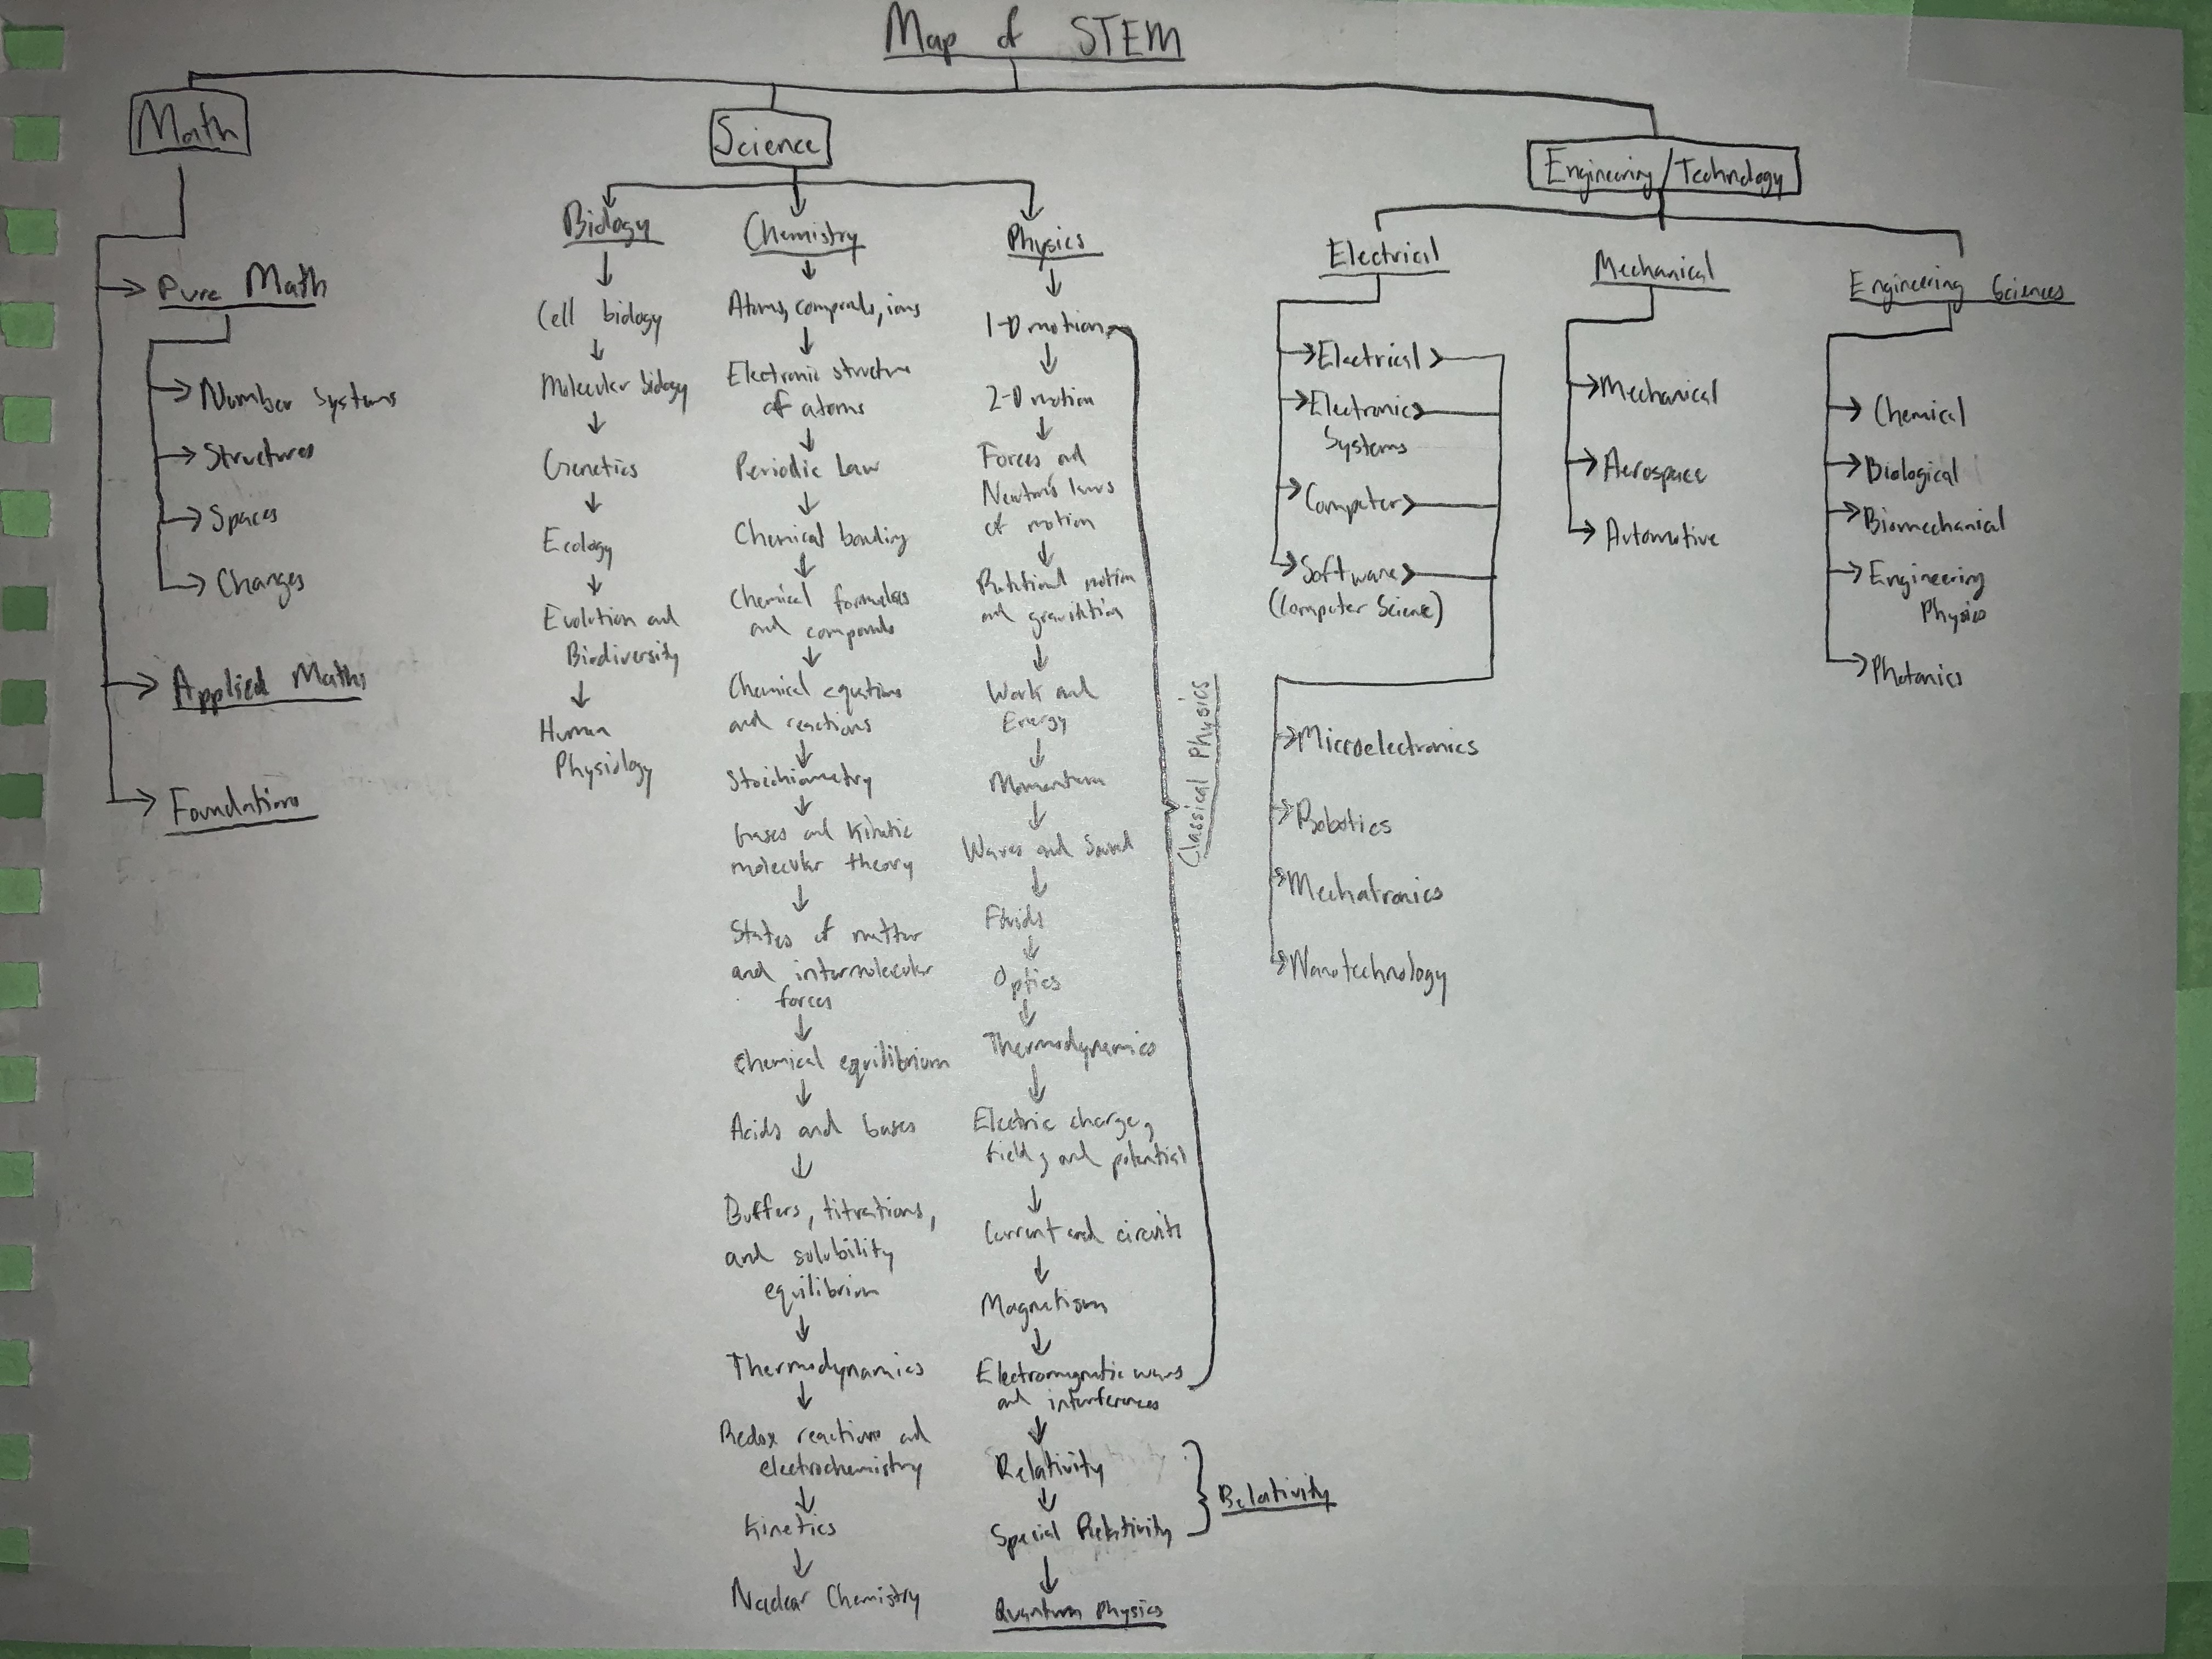 Map of STEM
Math
Pure Math
Number Systems
Structures
Spaces
Changes
Applied Maths
Foundations
Science
Biology
Cell biology
Molecular biology
Genetics
Ecology
Evolution and
Biodiversity
Human
Physiology
Chemistry
Atoms, compounds, ions
Electronic structure
of atoms
Periodic Law
Chemical bonding
Chemical formulas
and compounds
Chemical equations
and reactions
Stoichiometry
Gases and Kinetic
molecular theory
States of matter
and intermolecular
forces
Chemical equilibrium
Acids and bases
Buffers, titrations,
and solubility
equilibrium
Thermodynamics
Redox reactions and
electrochemistry
Kinetics
Nuclear Chemistry
Physics
1-D motion
2-D motion
Forces and
Newton's laws
of motion
Rotational motion
and gravitation
Work and
Energy
Momentum
Waves and Sound
Fluids
Optics
Thermodynamics
Electric charge,
field, and potential
Current and circuits
Magnetism
Electromagnetic waves
and interferences
Classical Physics
Relativity
Special Relativity
Relativity
Quantum Physics
Engineering/Technology
Electrical
Electrical
Electronics
Systems
Computer
Software
(Computer Science)
Microelectronics
Robotics
Mechatronics
Nanotechnology
Mechanical
Mechanical
Aerospace
Automotive
Engineering Sciences
Chemical
Biological
Biomechanical
Engineering
Physics
Photonics